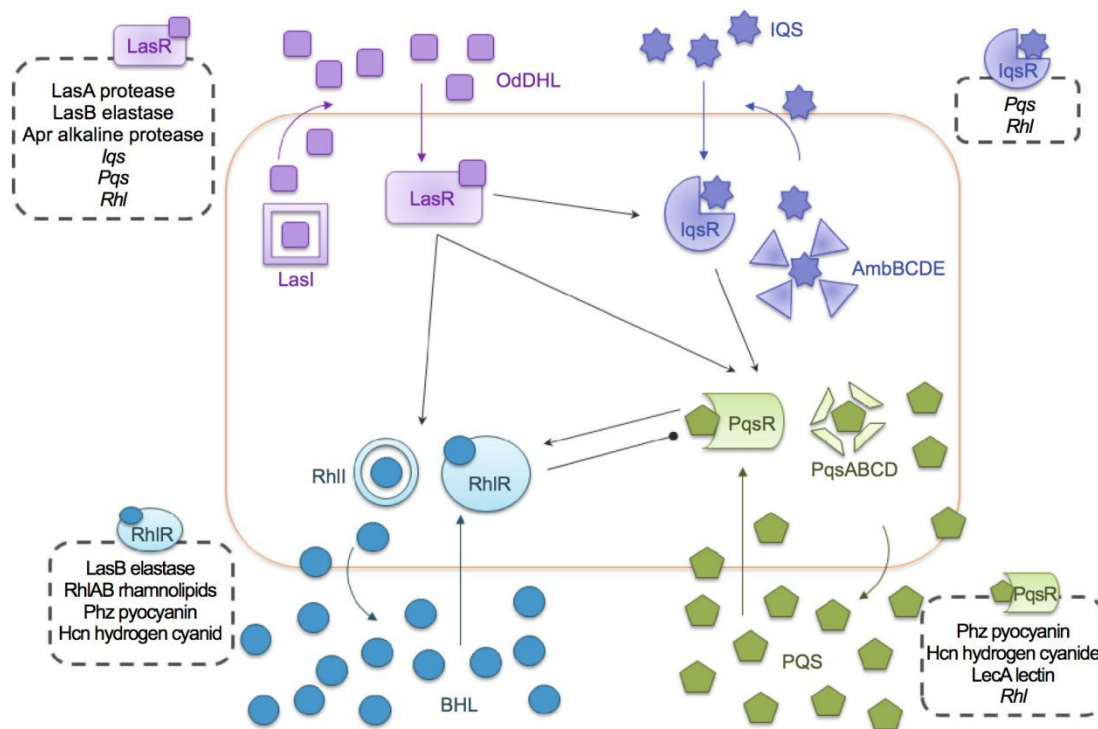 LasR
LasA protease
LasB elastase
Apr alkaline protease
Iqs
Pqs
Rhl
OdDHL
IQS
IqsR
Pqs
Rhl
LasR
LasI
IqsR
AmbBCDE
PqsR
PqsABCD
RhlI
RhlR
RhlR
LasB elastase
RhlAB rhamnolipids
Phz pyocyanin
Hcn hydrogen cyanid
BHL
PQS
PqsR
Phz pyocyanin
Hcn hydrogen cyanide
LecA lectin
Rhl